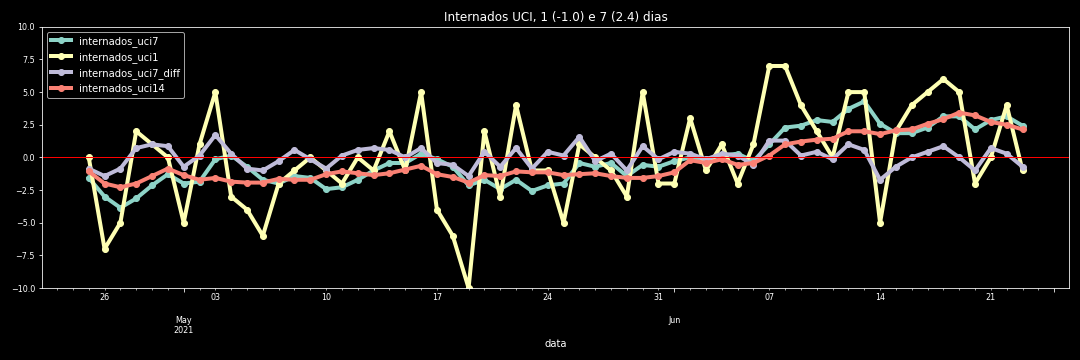 Internados UCI, 1 (-1.0) e 7 (2.4) dias
internados_uci7
internados_uci1
internados_uci7_diff
internados_uci14
10.0
7.5
5.0
2.5
0.0
−2.5
−5.0
−7.5
−10.0
26 03 10 17 24 31 07 14 21
May Jun
2021
data